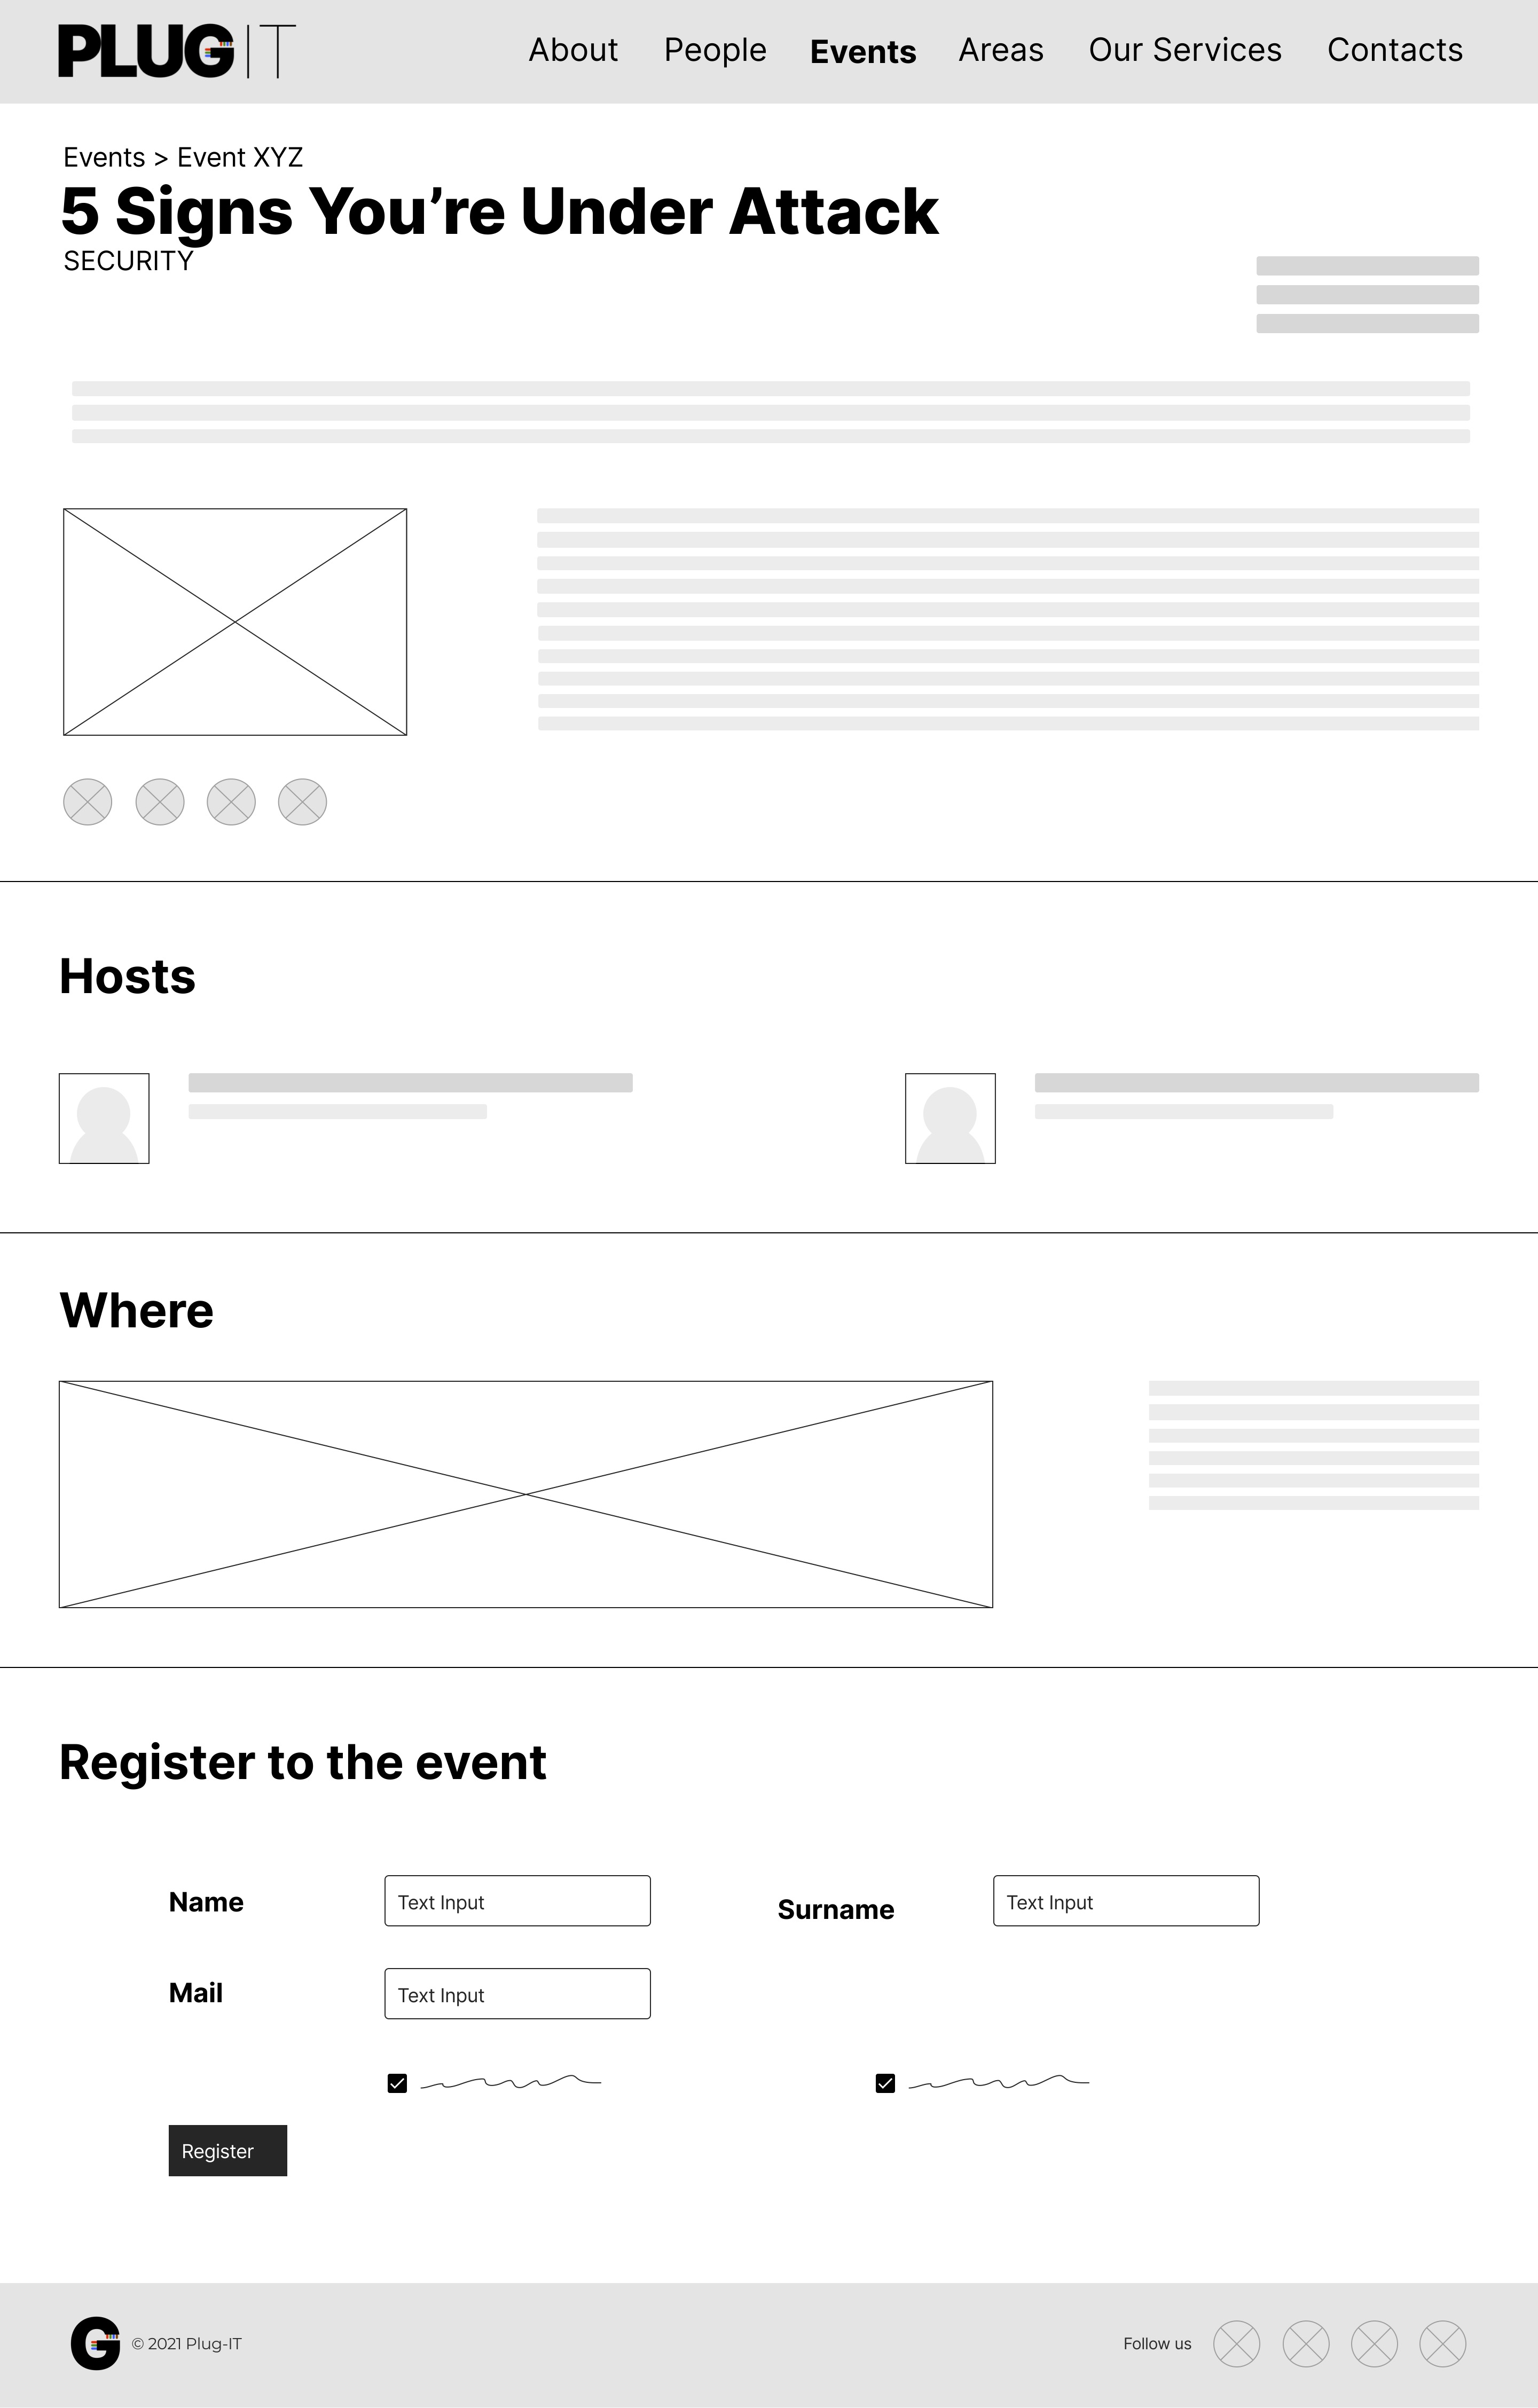 PLUG IT
About People Events Areas Our Services Contacts
Events > Event XYZ
5 Signs You’re Under Attack
SECURITY
Hosts
Where
Register to the event
Name Text Input Surname Text Input
Mail Text Input
Register
G © 2021 Plug-IT Follow us